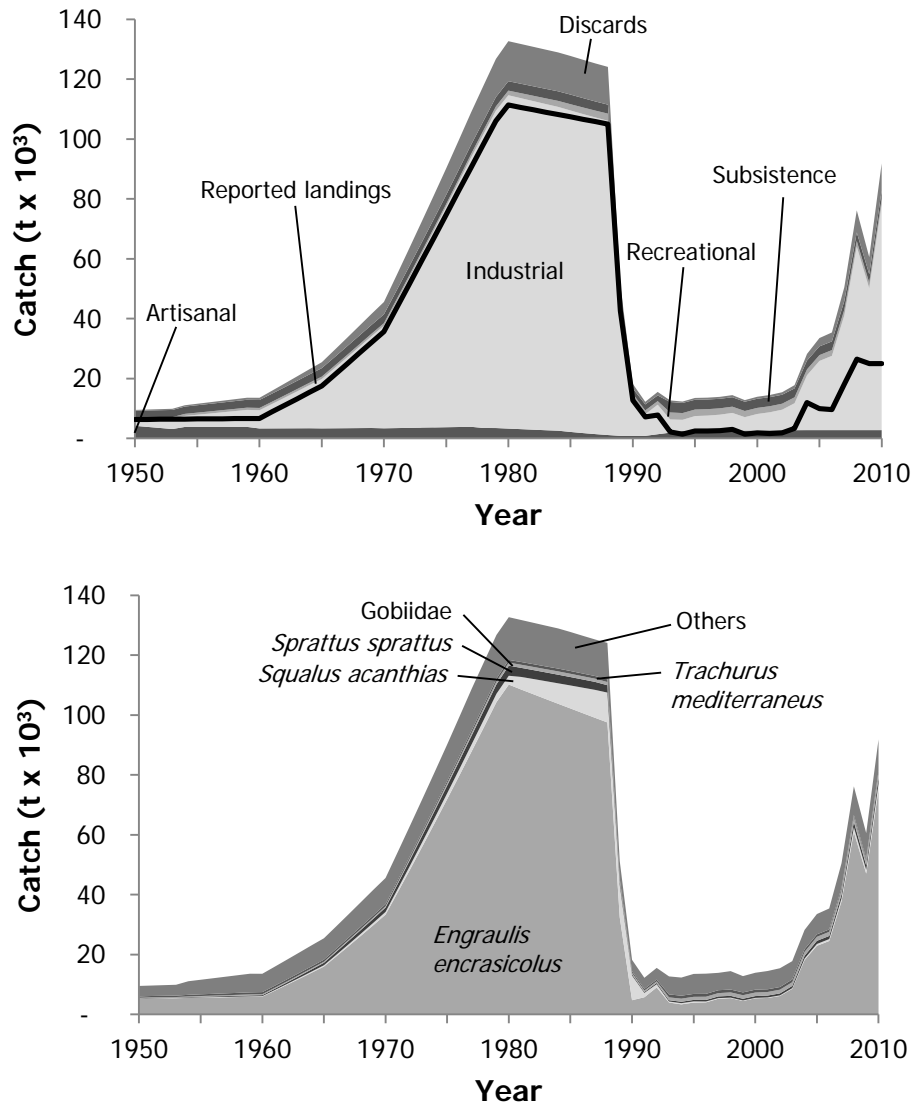 140
120
100
80
60
40
20
-
Catch (t x 10³)
Discards
Reported landings
Subsistence
Industrial
Recreational
Artisanal
1950 1960 1970 1980 1990 2000 2010
Year
140
120
100
80
60
40
20
-
Catch (t x 10³)
Gobiidae
Sprattus sprattus
Squalus acanthias
Others
Trachurus
mediterraneus
Engraulis
encrasicolus
1950 1960 1970 1980 1990 2000 2010
Year